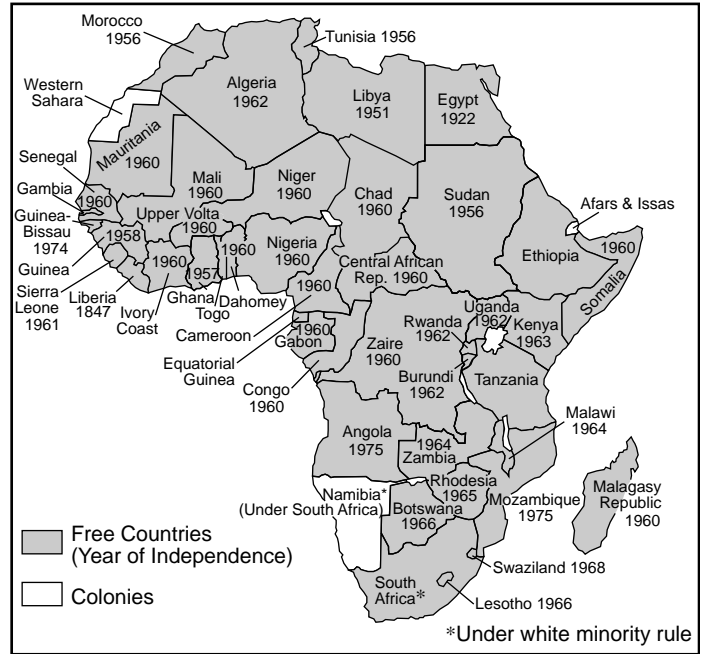 Morocco
1956
Tunisia 1956
Western
Sahara
Algeria
1962
Libya
1951
Egypt
1922
Mauritania
1960
Senegal
1960
Gambia
Guinea-
Bissau
1974
Mali
1960
Niger
1960
Chad
1960
Sudan
1956
Afars & Issas
Upper Volta
1960
1958
Guinea
Sierra
Leone
1961
Liberia
1847
1960
Ivory
Coast
1957
Ghana
1960
Togo
Dahomey
Nigeria
1960
Central African
Rep. 1960
Ethiopia
1960
Somalia
1960
Cameroon
Equatorial
Guinea
1960
Gabon
Congo
1960
Zaire
1960
Uganda
1962
Rwanda
1962
Burundi
1962
Kenya
1963
Tanzania
Malawi
1964
Angola
1975
1964
Zambia
Rhodesia
1965
Mozambique
1975
Malagasy
Republic
1960
Namibia*
(Under South Africa)
Botswana
1966
Swaziland 1968
South
Africa*
Lesotho 1966
Free Countries
(Year of Independence)
Colonies
*Under white minority rule